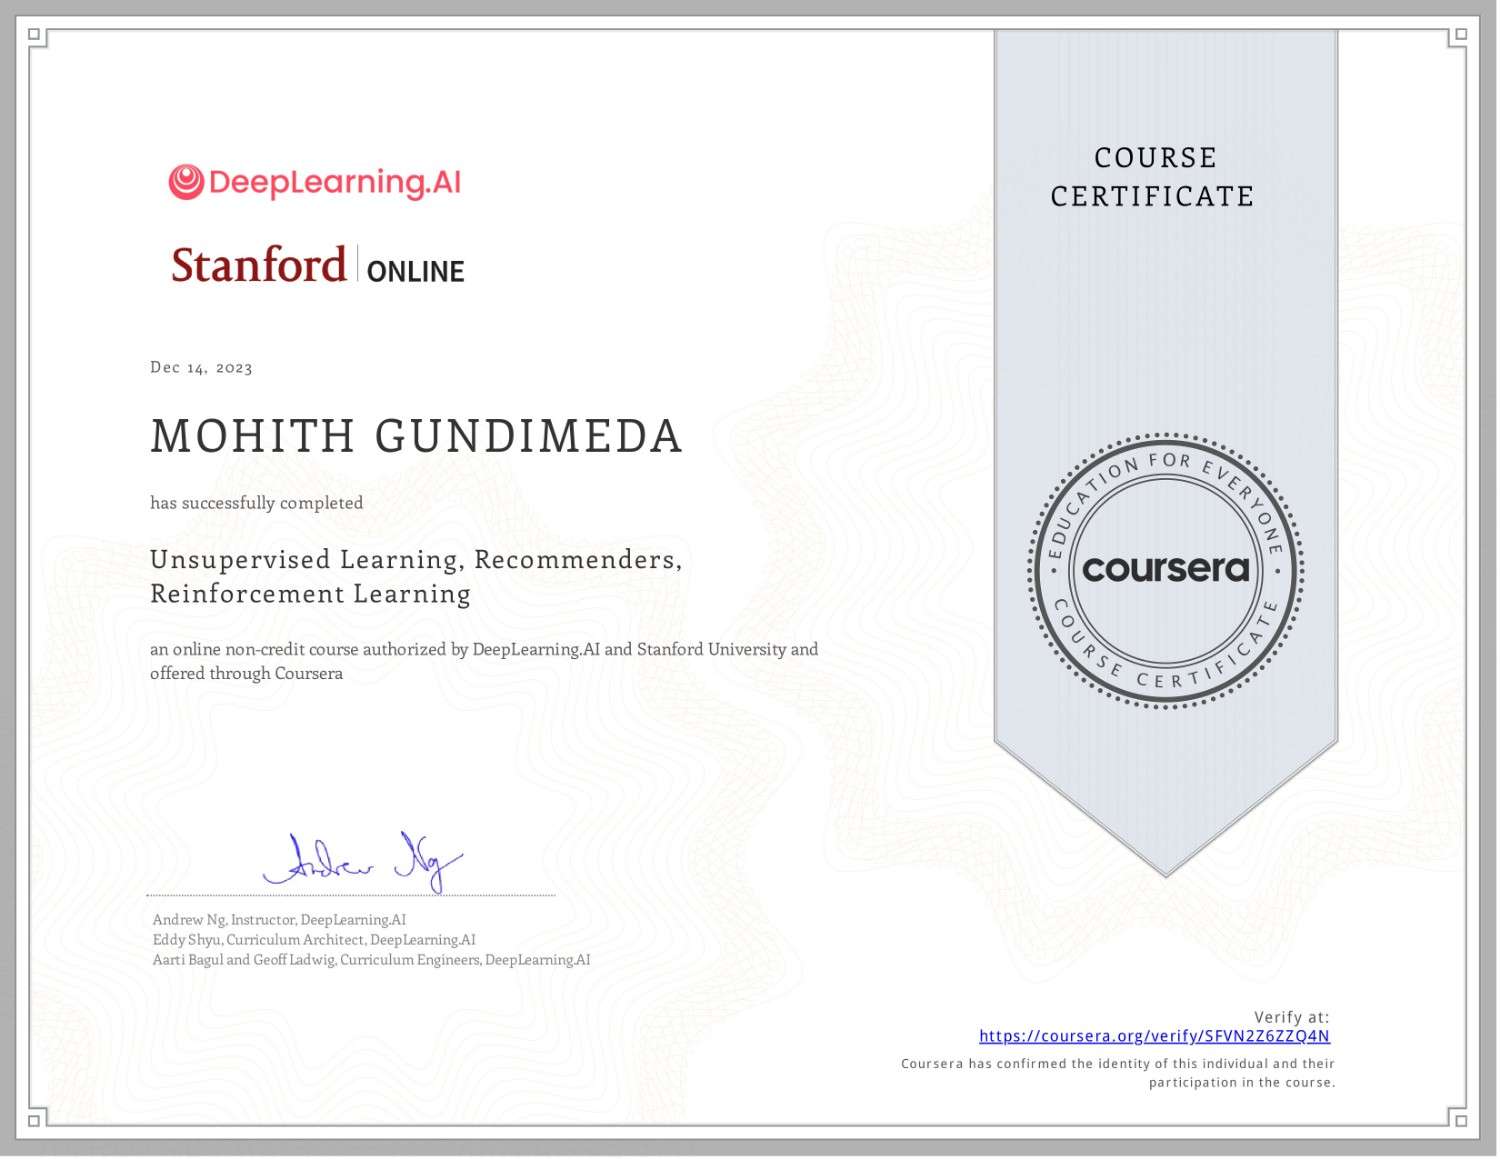 DeepLearning.AI
Stanford ONLINE
Dec 14, 2023
MOHITH GUNDIMEDA
has successfully completed
Unsupervised Learning, Recommenders,
Reinforcement Learning
an online non-credit course authorized by DeepLearning.AI and Stanford University and
offered through Coursera
Andrew Ng
Andrew Ng, Instructor, DeepLearning.AI
Eddy Shyu, Curriculum Architect, DeepLearning.AI
Aarti Bagul and Geoff Ladwig, Curriculum Engineers, DeepLearning.AI
COURSE
CERTIFICATE
EDUCATION FOR EVERYONE
coursera
COURSE CERTIFICATE
Verify at:
https://coursera.org/verify/SFVN2Z6ZZQ4N
Coursera has confirmed the identity of this individual and their
participation in the course.